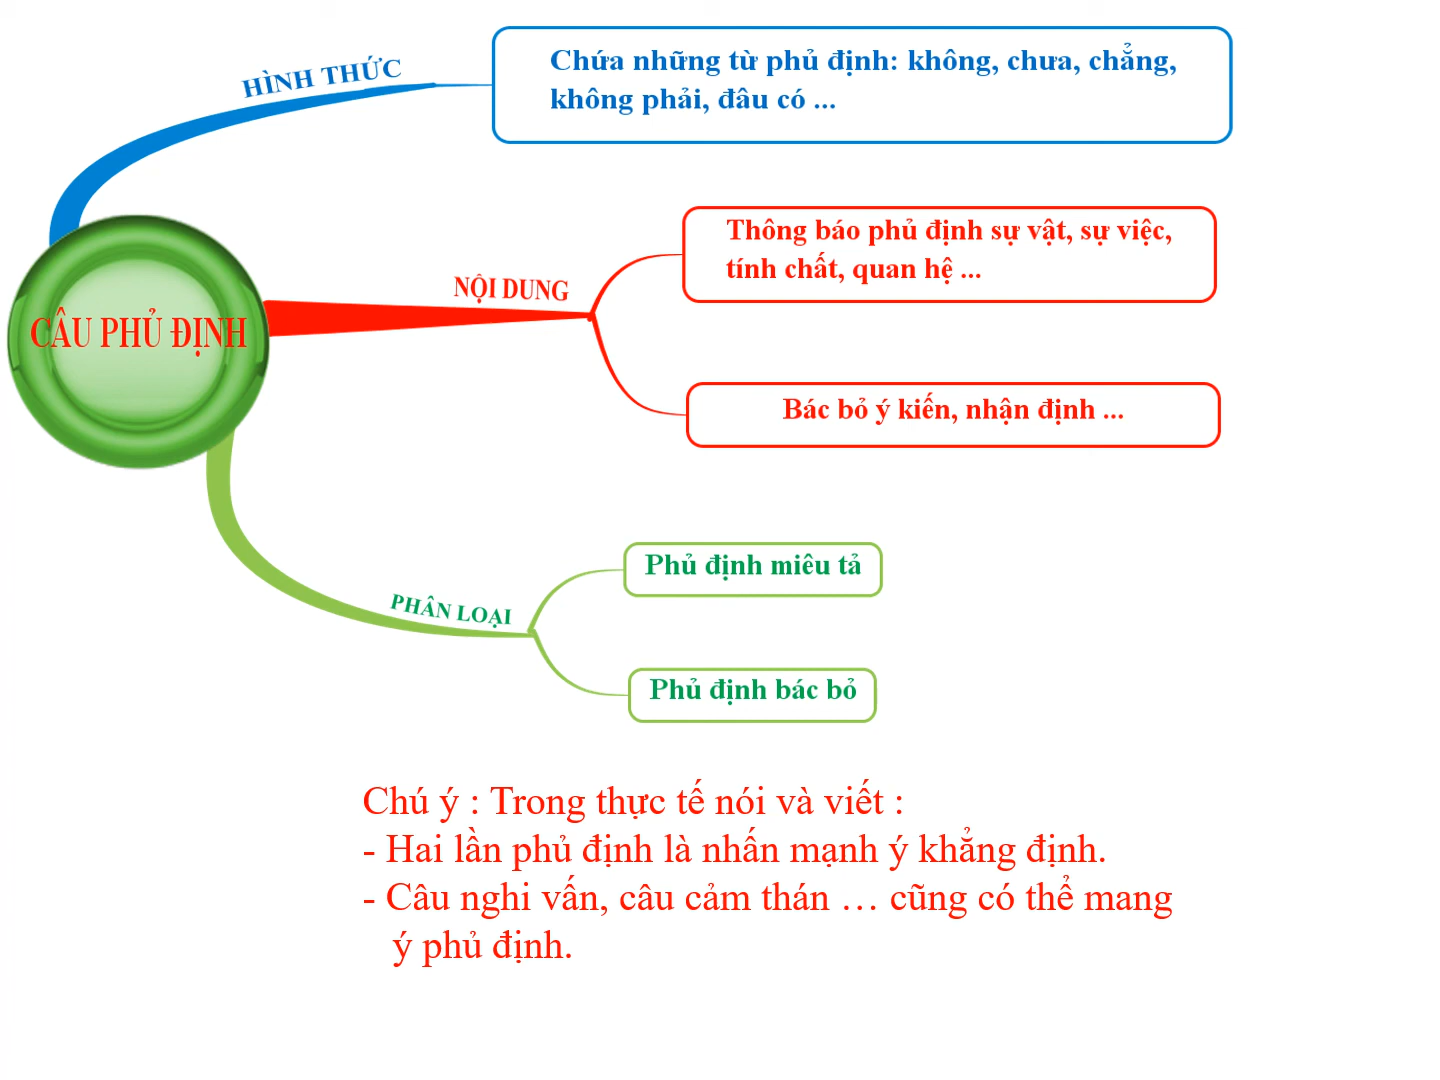 HÌNH THỨC
Chứa những từ phủ định: không, chưa, chẳng,
không phải, đâu có ...
CÂU PHỦ ĐỊNH
NỘI DUNG
Thông báo phủ định sự vật, sự việc,
tính chất, quan hệ ...
Bác bỏ ý kiến, nhận định ...
PHÂN LOẠI
Phủ định miêu tả
Phủ định bác bỏ
Chú ý : Trong thực tế nói và viết :
- Hai lần phủ định là nhấn mạnh ý khẳng định.
- Câu nghi vấn, câu cảm thán … cũng có thể mang
ý phủ định.